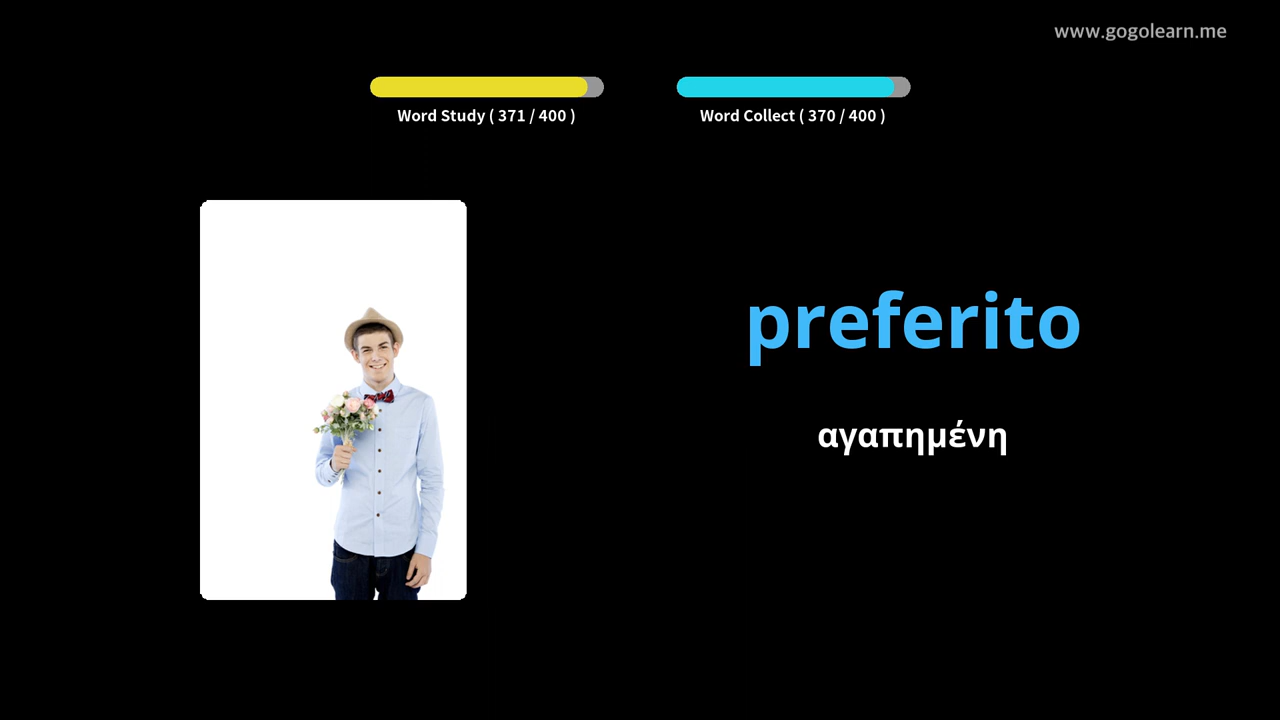 www.gogolearn.me
Word Study ( 371 / 400 )
Word Collect ( 370 / 400 )
preferito
αγαπημένη